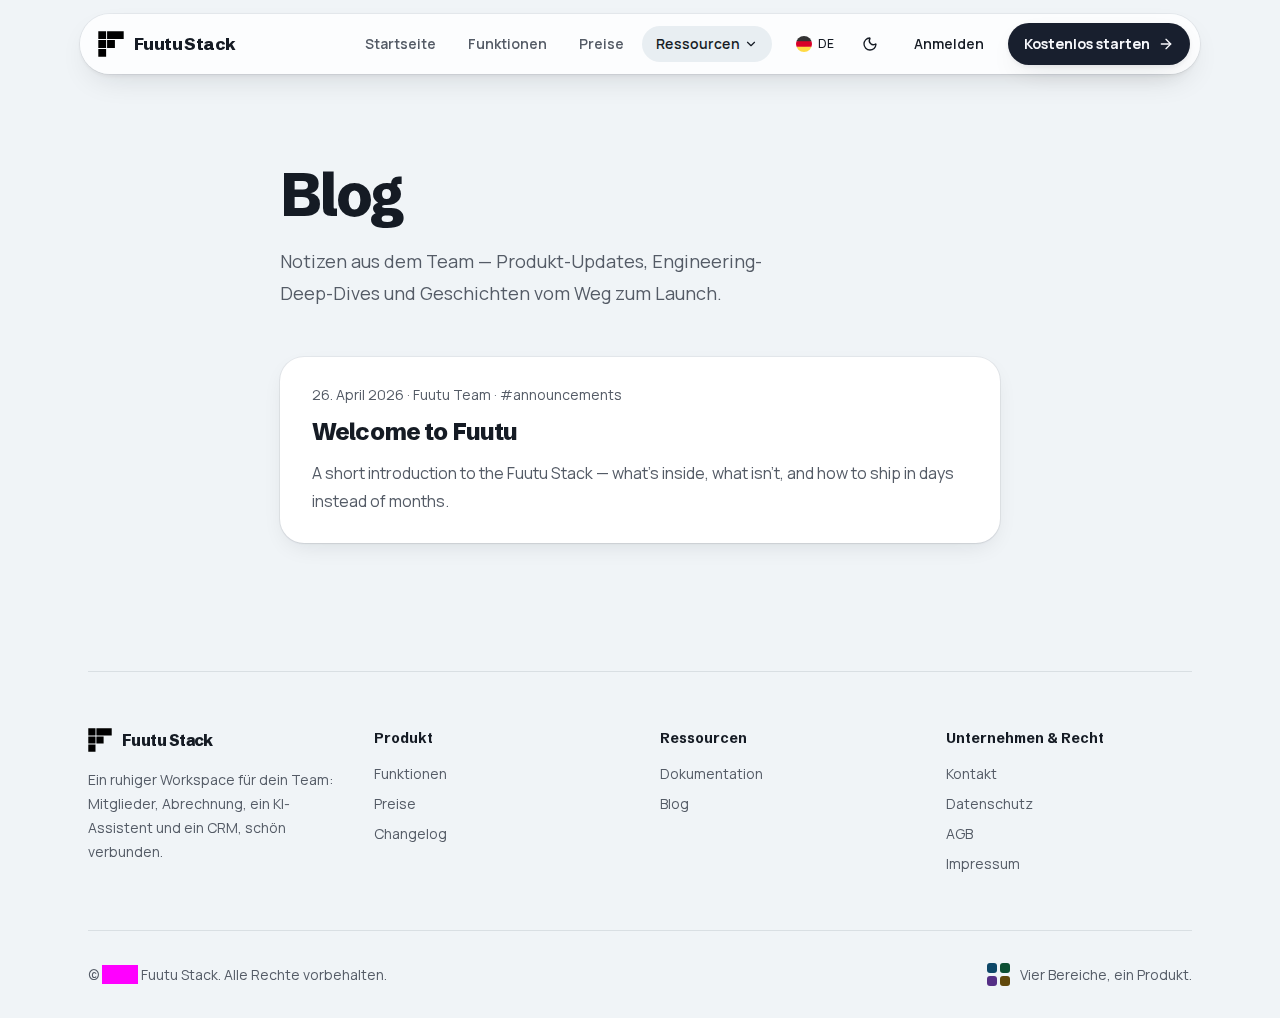 Fuutu Stack
Startseite
Funktionen
Preise
Ressourcen
DE
Anmelden
Kostenlos starten
Blog
Notizen aus dem Team — Produkt-Updates, Engineering-
Deep-Dives und Geschichten vom Weg zum Launch.
26. April 2026 · Fuutu Team · #announcements
Welcome to Fuutu
A short introduction to the Fuutu Stack — what's inside, what isn't, and how to ship in days
instead of months.
Fuutu Stack
Ein ruhiger Workspace für dein Team:
Mitglieder, Abrechnung, ein KI-
Assistent und ein CRM, schön
verbunden.
Produkt
Funktionen
Preise
Changelog
Ressourcen
Dokumentation
Blog
Unternehmen & Recht
Kontakt
Datenschutz
AGB
Impressum
© Fuutu Stack. Alle Rechte vorbehalten.
Vier Bereiche, ein Produkt.